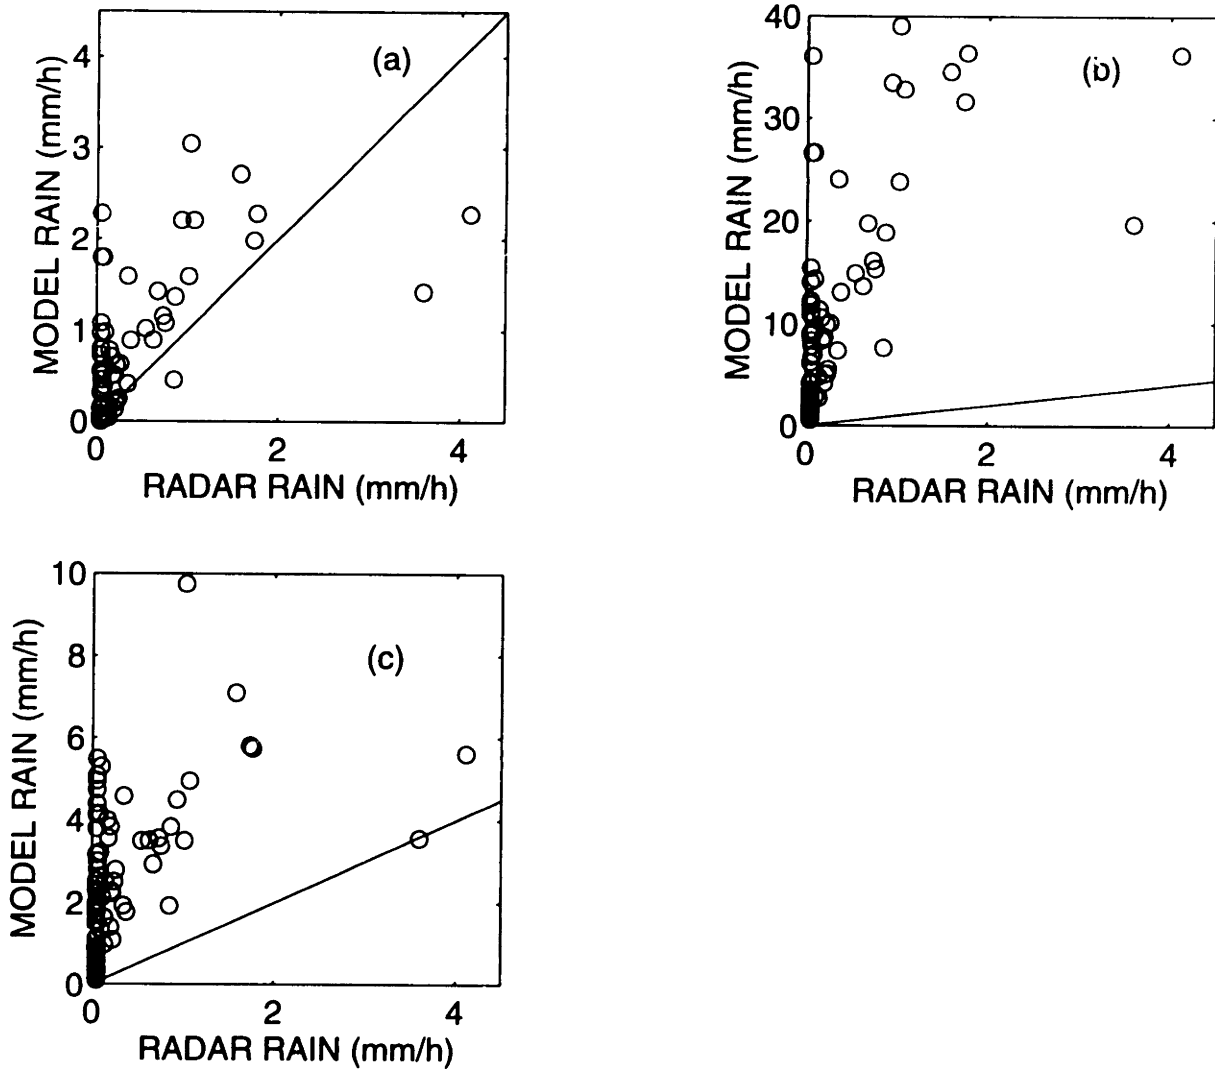 4
3
2
1
0
MODEL RAIN (mm/h)
(a)
0 2 4
RADAR RAIN (mm/h)
40
30
20
10
0
MODEL RAIN (mm/h)
(b)
0 2 4
RADAR RAIN (mm/h)
10
8
6
4
2
0
MODEL RAIN (mm/h)
(c)
0 2 4
RADAR RAIN (mm/h)